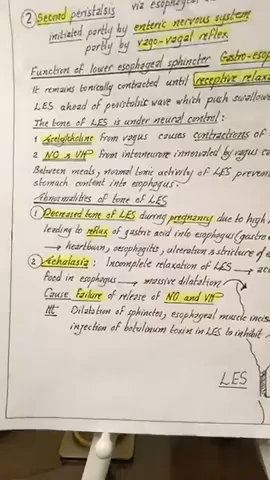 ② Second peristalsis via esophageal
initiated partly by enteric nervous system
partly by vago-vagal reflex
Function of lower esophageal sphincter Gastro-esop
It remains tonically contracted until receptive relaxa
LES ahead of peristalsis wave which push swallowe
The tone of LES is under neural control:
1 Acetylcholine from vagus causes contractions of
2 NO & VIP from interneurone innervated by vagus ca
Between meals, normal tonic activity of LES preven
stomach content into esophagus.
Abnormalities of tone of LES
① Decreased tone of LES during pregnancy due to high
leading to reflux of gastric acid into esophagus (gastro
→ heartburn, oesophagitis, ulceration & stricture of
② Achalasia: Incomplete relaxation of LES → acc
Food in esophagus → massive dilatation
Cause Failure of release of NO and VIP
ttt Dilatation of sphincter, esophageal muscle incis
injection of botulinum toxin in LES to inhibit
LES